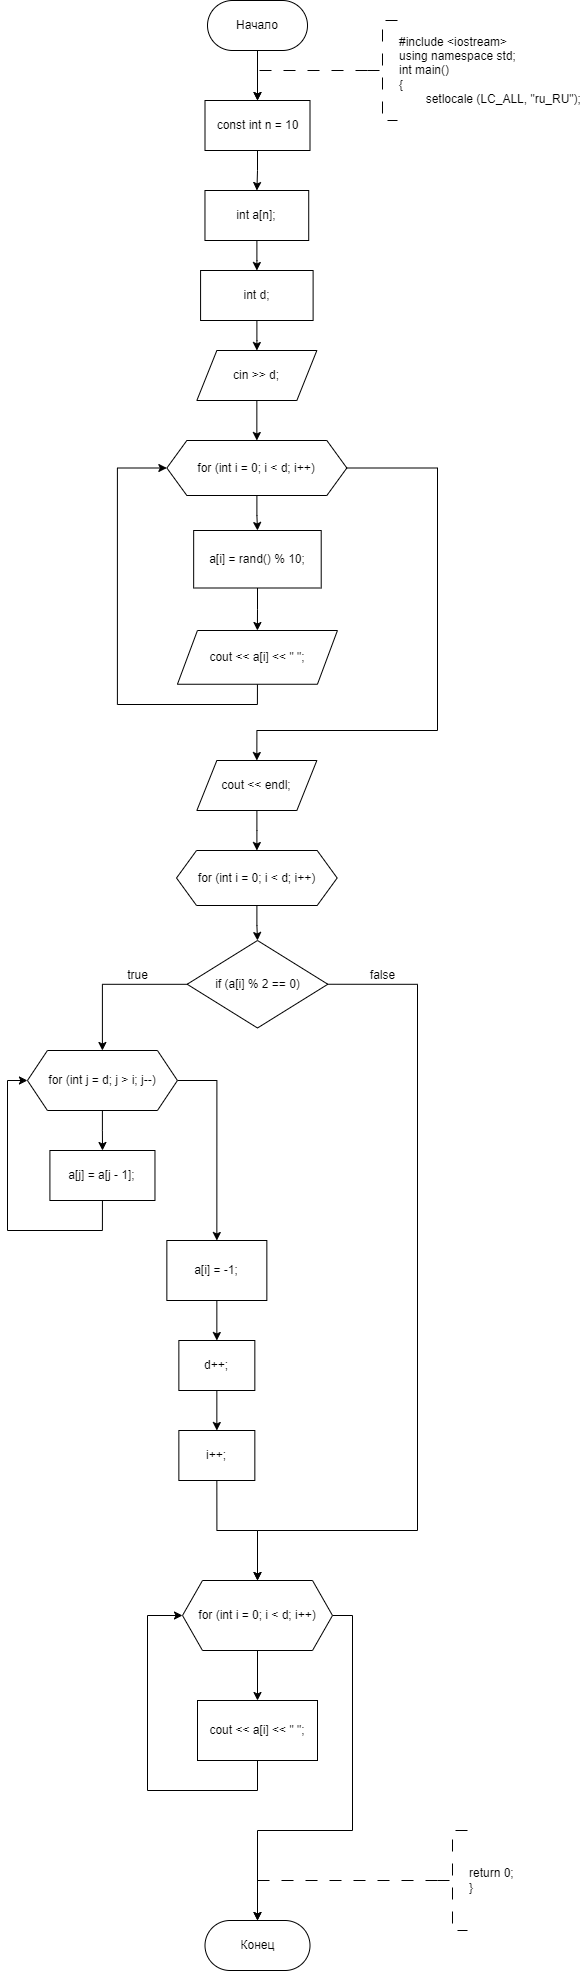 Начало
#include <iostream>
using namespace std;
int main()
{
setlocale (LC_ALL, "ru_RU");
const int n = 10
int a[n];
int d;
cin >> d;
for (int i = 0; i < d; i++)
a[i] = rand() % 10;
cout << a[i] << " ";
cout << endl;
for (int i = 0; i < d; i++)
if (a[i] % 2 == 0)
true
false
for (int j = d; j > i; j--)
a[j] = a[j - 1];
a[i] = -1;
d++;
i++;
for (int i = 0; i < d; i++)
cout << a[i] << " ";
return 0;
}
Конец